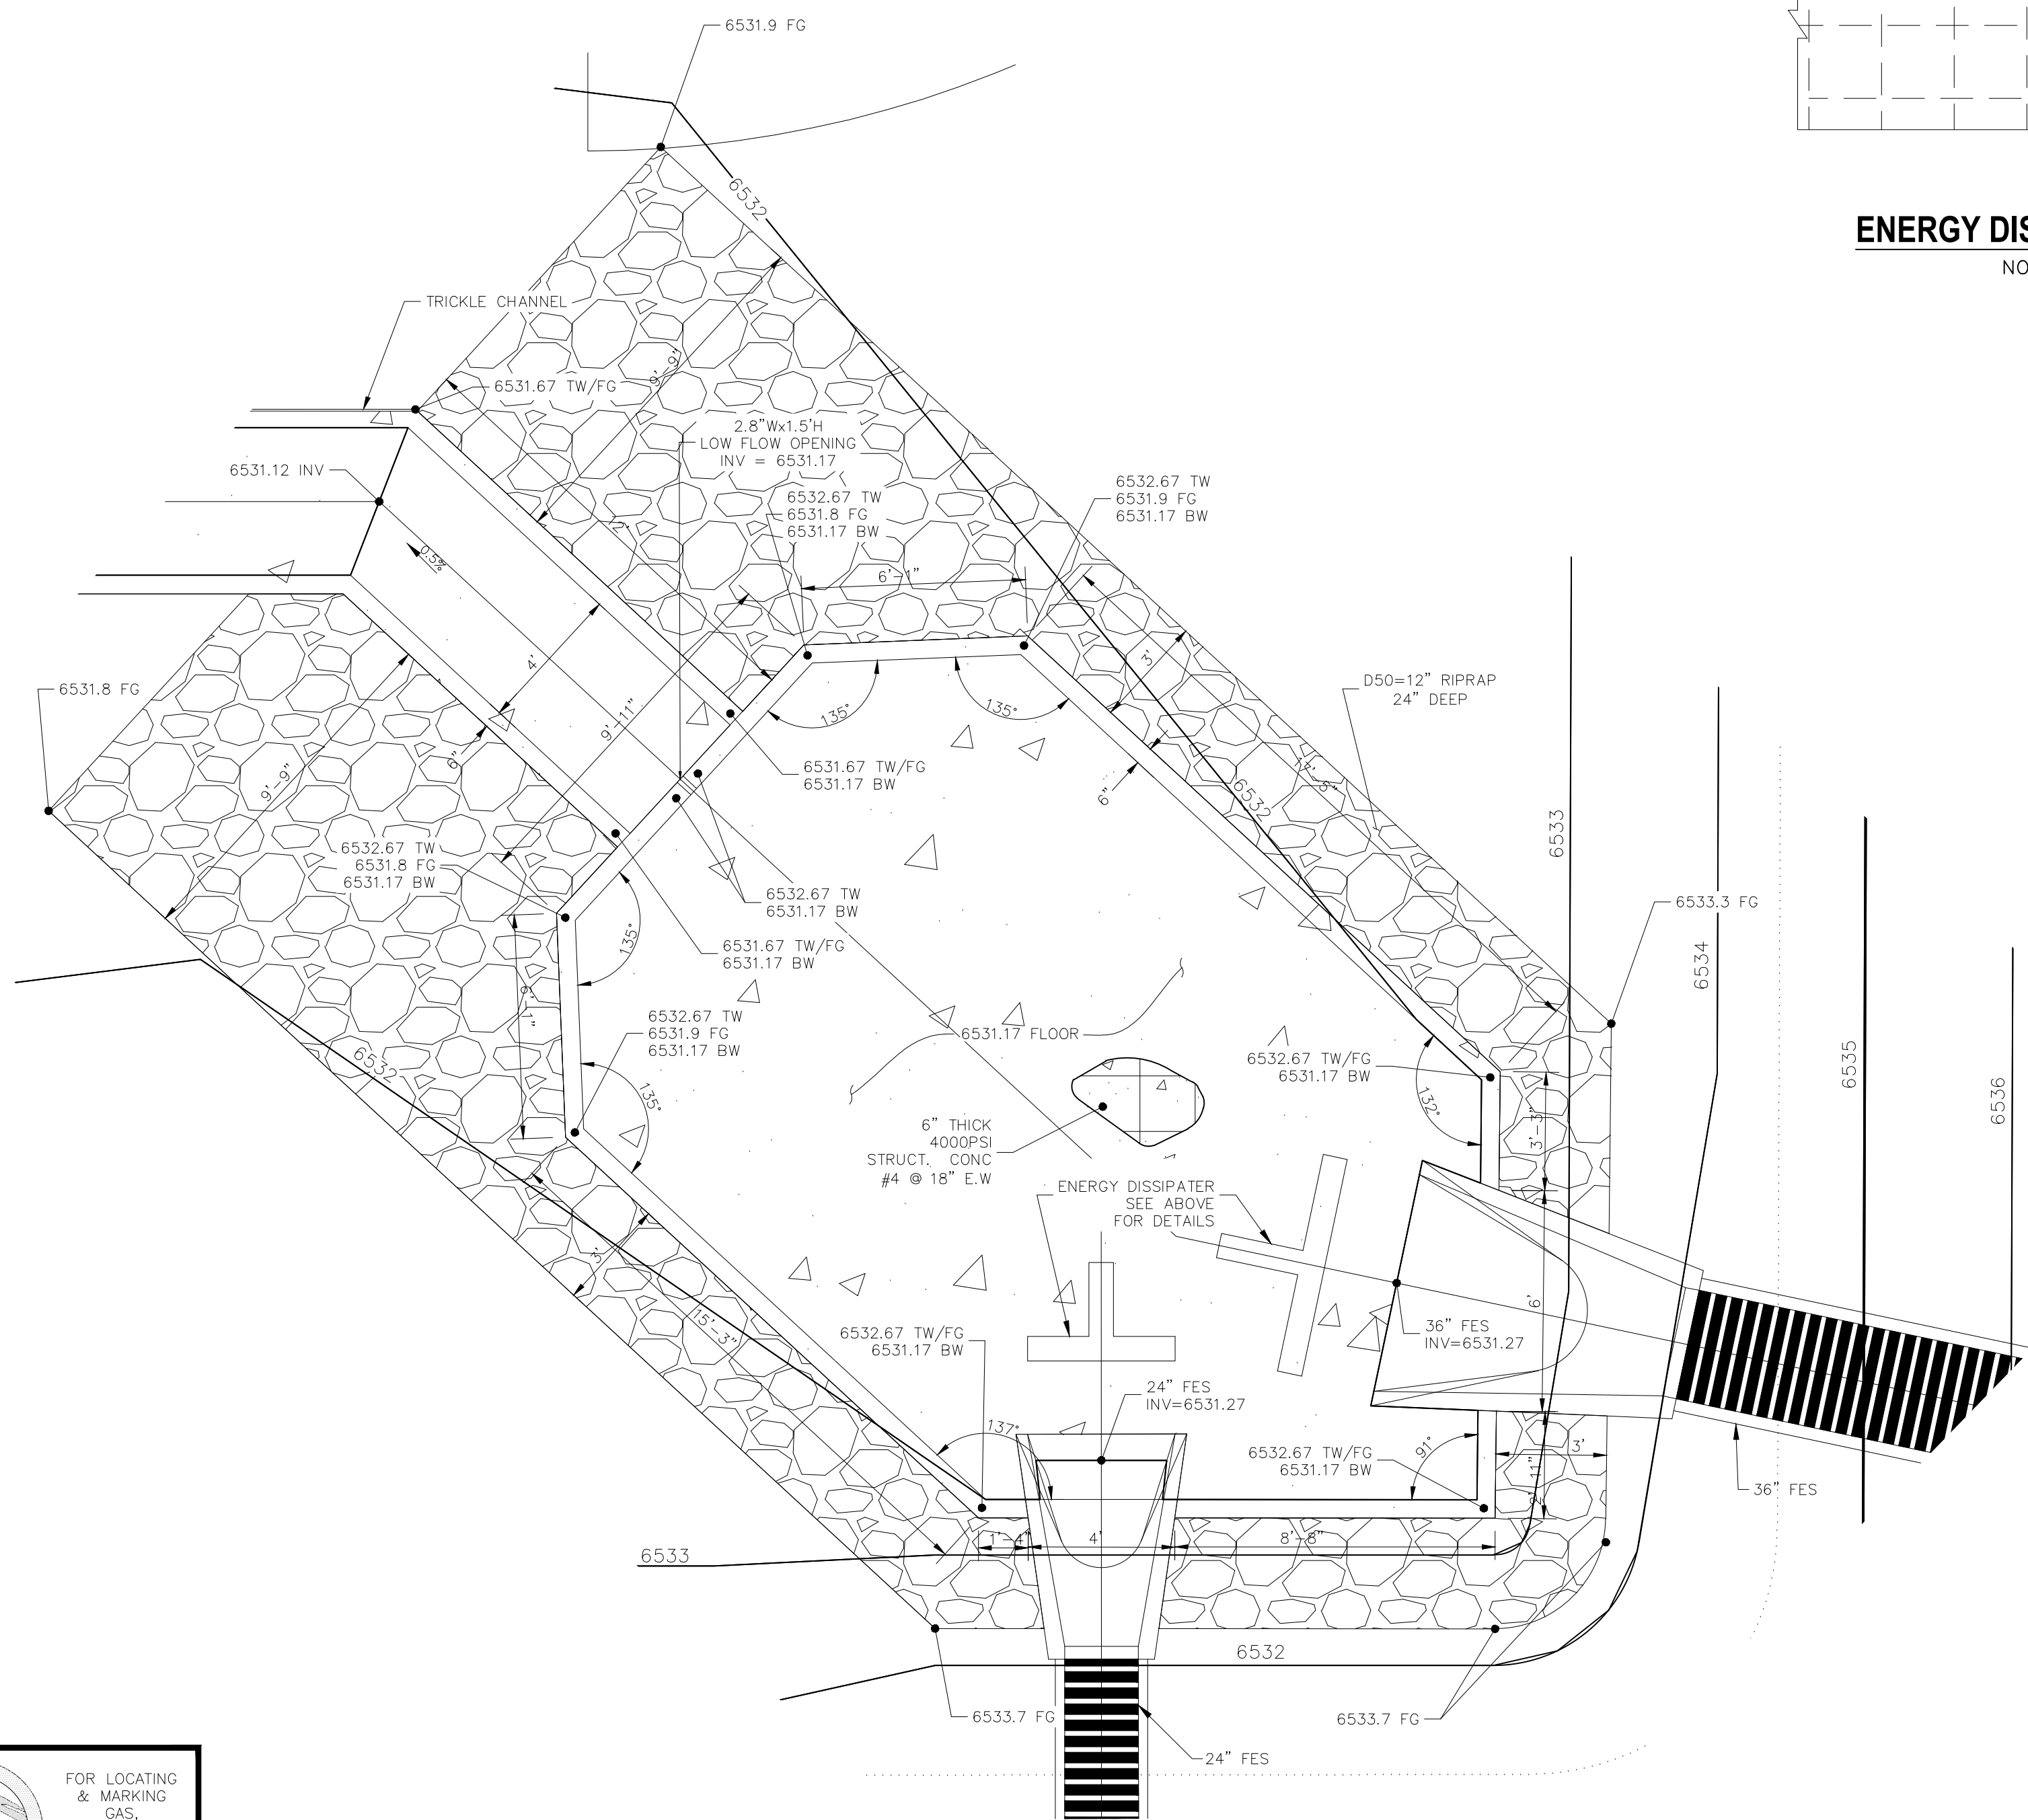 6531.9 FG
6532
ENERGY DIS
NO
TRICKLE CHANNEL
9'-9"
6531.67 TW/FG
2.8"Wx1.5'H
LOW FLOW OPENING
INV = 6531.17
6531.12 INV
6532.67 TW
6531.8 FG
6531.17 BW
6532.67 TW
6531.9 FG
6531.17 BW
0.5%
6'-1"
4'
3'
6531.8 FG
D50=12" RIPRAP
24" DEEP
9'-11"
135°
135°
6"
9'-9"
6531.67 TW/FG
6531.17 BW
6"
17'-5"
6532
6533
6532.67 TW
6531.8 FG
6531.17 BW
6532.67 TW
6531.17 BW
6533.3 FG
135°
6531.67 TW/FG
6531.17 BW
6534
6'-1"
6532.67 TW
6531.9 FG
6531.17 BW
6531.17 FLOOR
6532
6532.67 TW/FG
6531.17 BW
6535
6536
135°
132°
3'-3"
6" THICK
4000PSI
STRUCT. CONC
#4 @ 18" E.W
ENERGY DISSIPATER
SEE ABOVE
FOR DETAILS
3'
6'
15'-3"
6532.67 TW/FG
6531.17 BW
36" FES
INV=6531.27
24" FES
INV=6531.27
137°
91°
6532.67 TW/FG
6531.17 BW
3'
2'-11"
36" FES
1'-4"
4'
8'-8"
6533
6532
6533.7 FG
6533.7 FG
24" FES
FOR LOCATING
& MARKING
GAS,